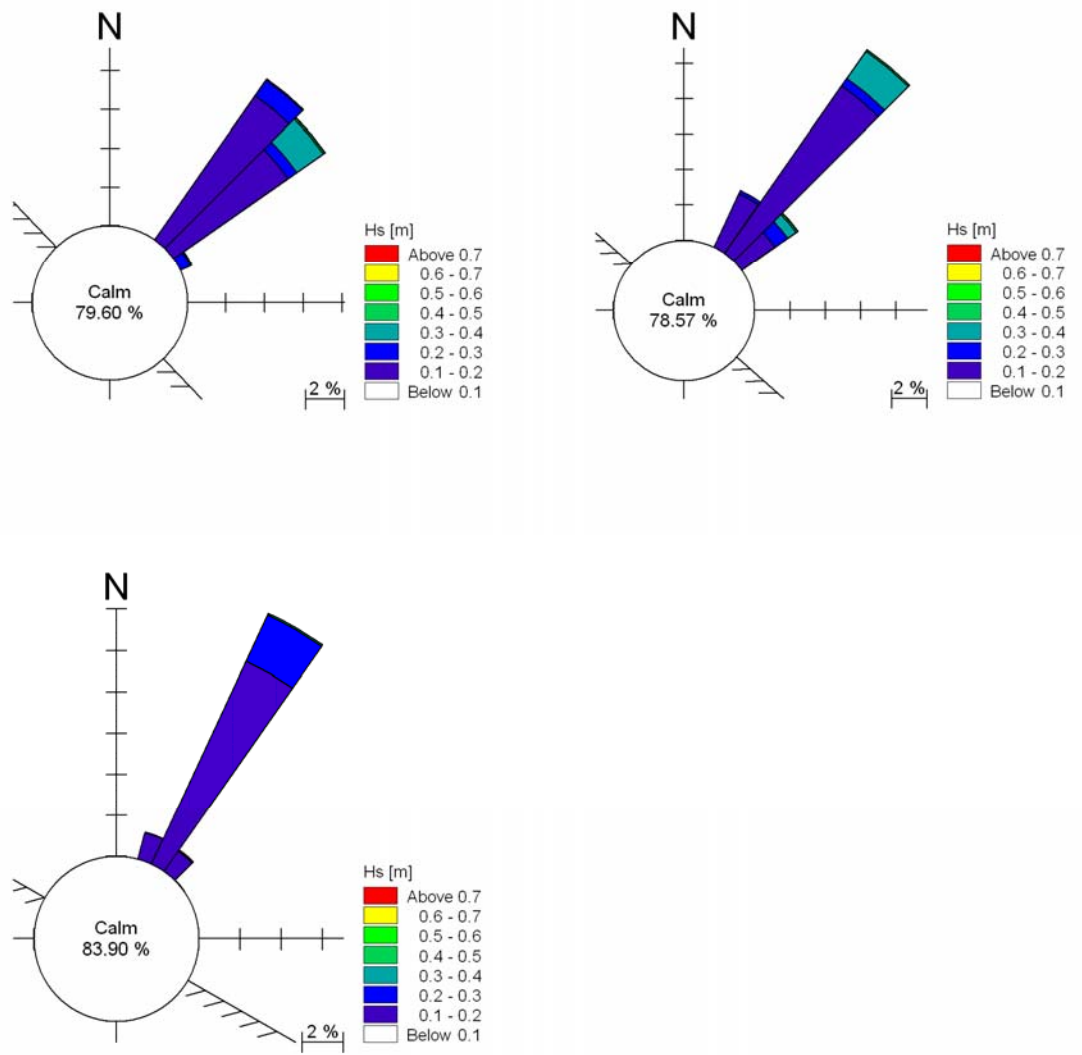 N
Calm
79.60 %
Hs [m]
Above 0.7
0.6 - 0.7
0.5 - 0.6
0.4 - 0.5
0.3 - 0.4
0.2 - 0.3
0.1 - 0.2
Below 0.1
2 %
N
Calm
78.57 %
Hs [m]
Above 0.7
0.6 - 0.7
0.5 - 0.6
0.4 - 0.5
0.3 - 0.4
0.2 - 0.3
0.1 - 0.2
Below 0.1
2 %
N
Calm
83.90 %
Hs [m]
Above 0.7
0.6 - 0.7
0.5 - 0.6
0.4 - 0.5
0.3 - 0.4
0.2 - 0.3
0.1 - 0.2
Below 0.1
2 %